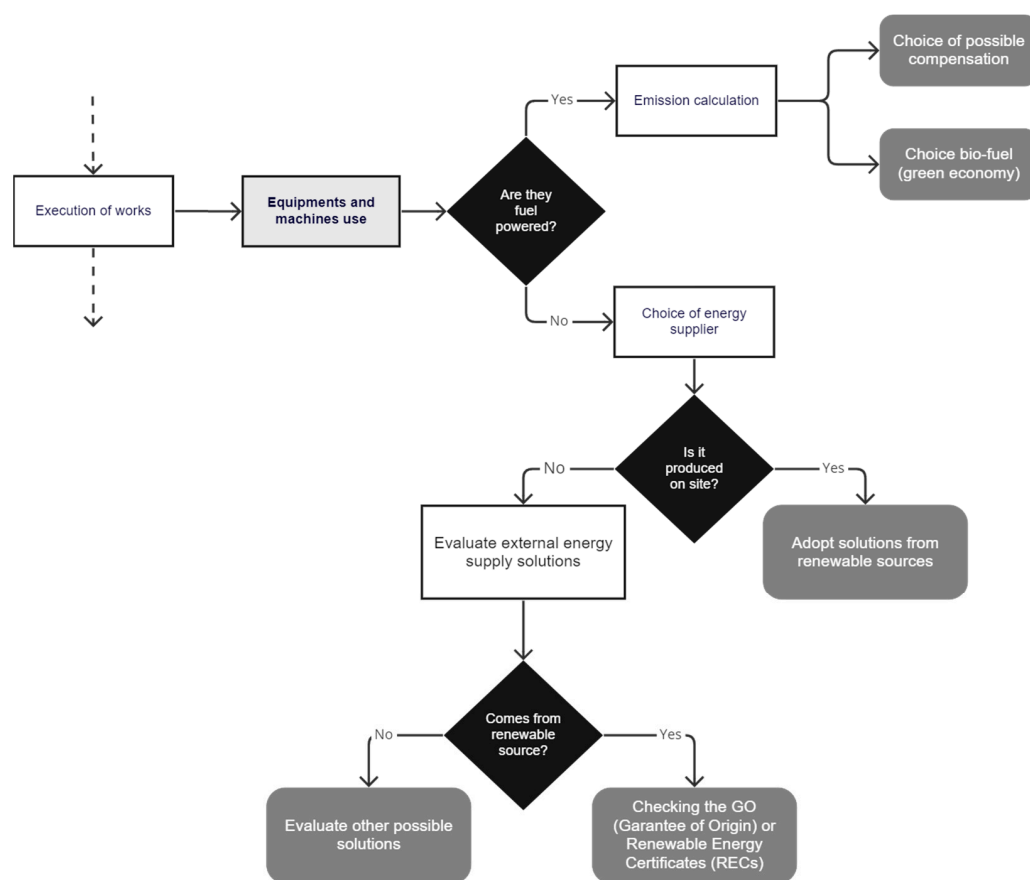 Choice of possible
compensation
Yes
Emission calculation
Choice bio-fuel
(green economy)
Execution of works
Equipments and
machines use
Are they
fuel
powered?
No
Choice of energy
supplier
Is it
produced
on site?
No
Yes
Evaluate external energy
supply solutions
Adopt solutions from
renewable sources
Comes from
renewable
source?
No
Yes
Evaluate other possible
solutions
Checking the GO
(Garantee of Origin) or
Renewable Energy
Certificates (RECs)